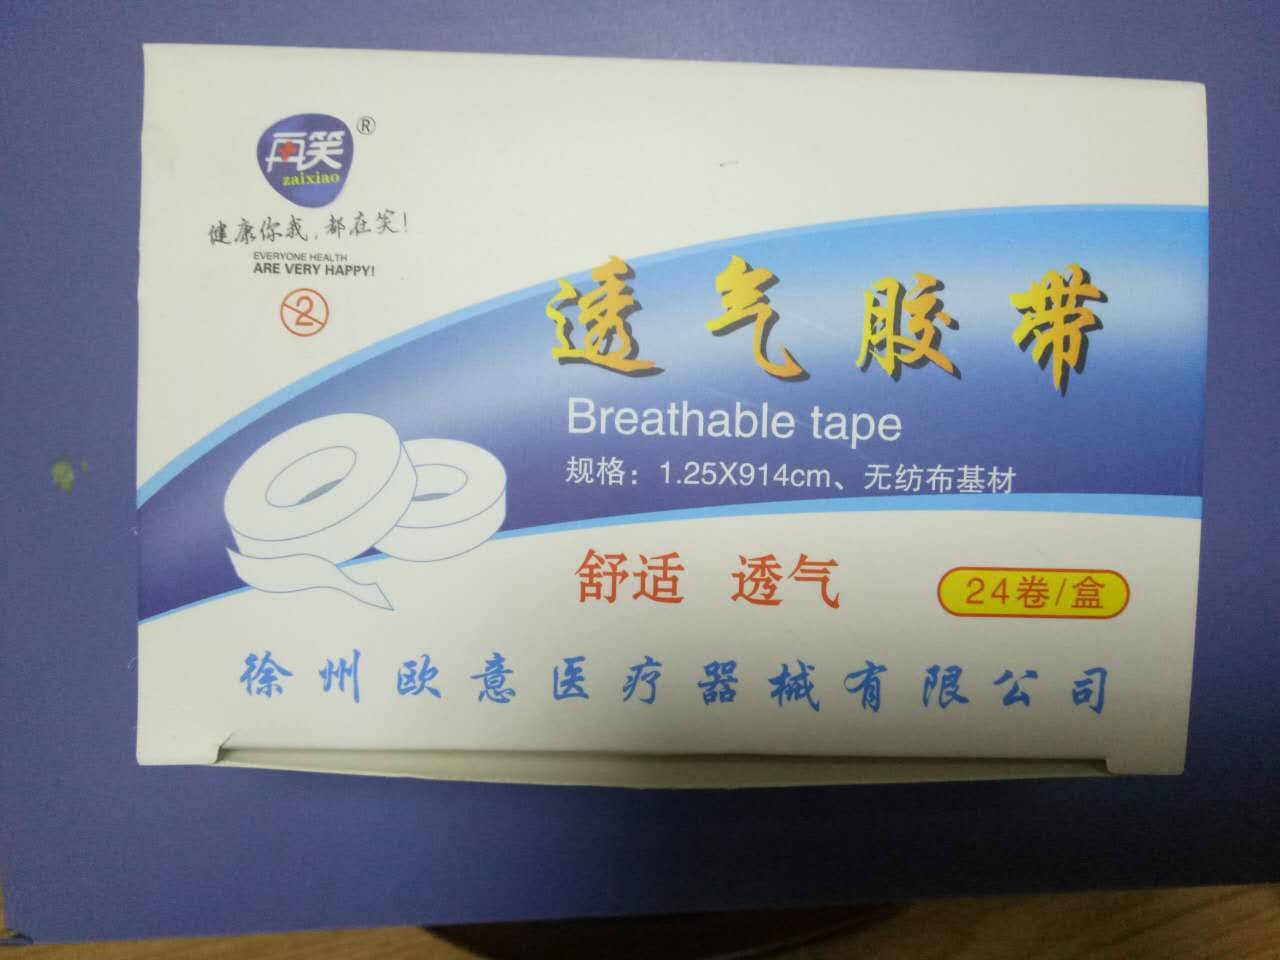 再笑®
zaixiao
健康你我，都在笑！
EVERYONE HEALTH
ARE VERY HAPPY!
2
透气胶带
Breathable tape
规格：1.25X914cm、无纺布基材
舒适 透气
24卷/盒
徐州欧意医疗器械有限公司